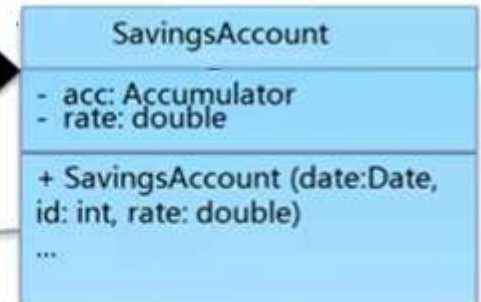 SavingsAccount
- acc: Accumulator
- rate: double
+ SavingsAccount (date:Date,
id: int, rate: double)
...